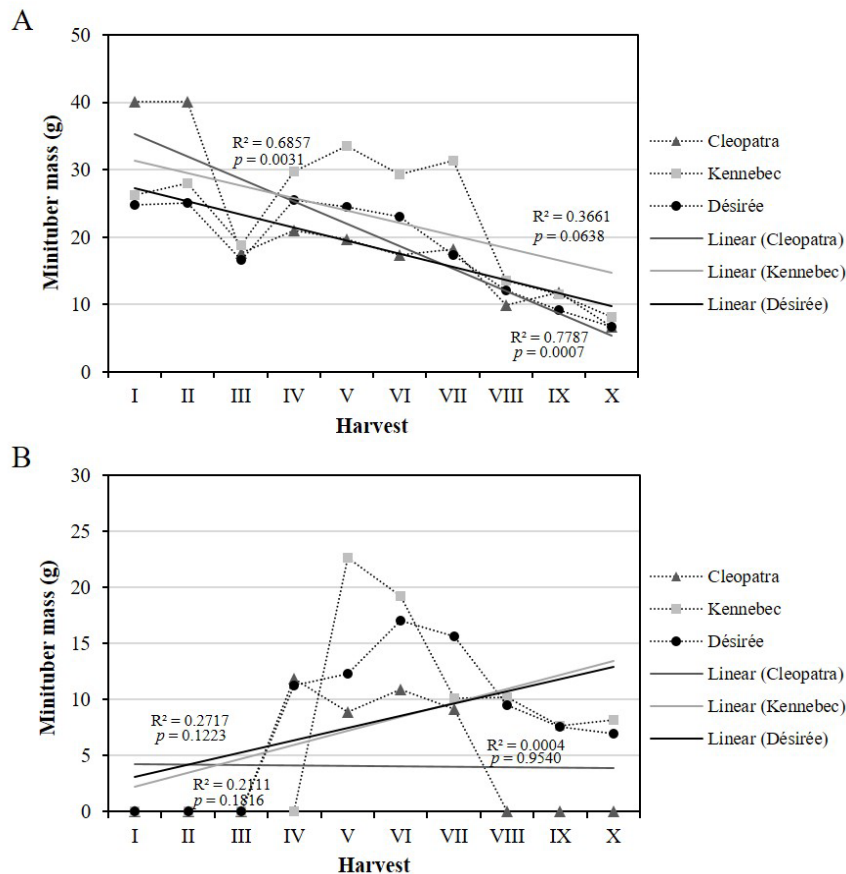 A
50
40
30
20
10
0
Minituber mass (g)
R² = 0.6857
p = 0.0031
R² = 0.3661
p = 0.0638
R² = 0.7787
p = 0.0007
I II III IV V VI VII VIII IX X
Harvest
Cleopatra
Kennebec
Désirée
Linear (Cleopatra)
Linear (Kennebec)
Linear (Désirée)
B
30
25
20
15
10
5
0
Minituber mass (g)
R² = 0.2717
p = 0.1223
R² = 0.2111
p = 0.1816
R² = 0.0004
p = 0.9540
I II III IV V VI VII VIII IX X
Harvest
Cleopatra
Kennebec
Désirée
Linear (Cleopatra)
Linear (Kennebec)
Linear (Désirée)